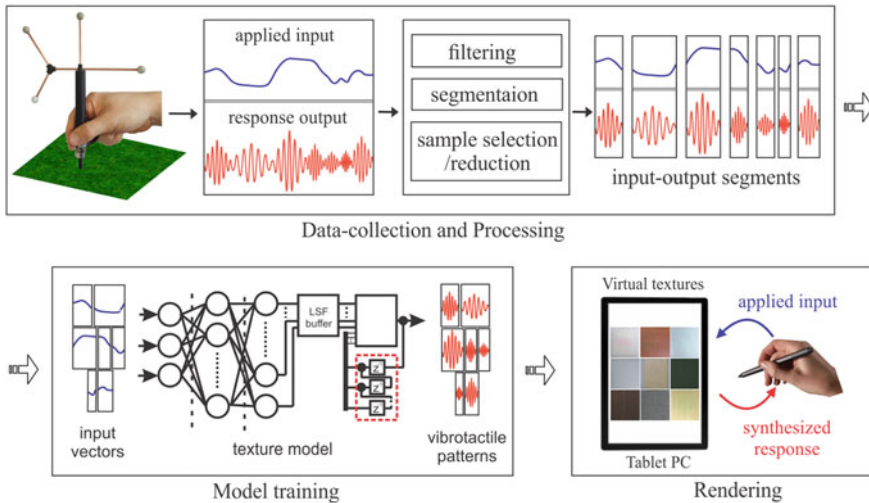 applied input
response output
filtering
segmentaion
sample selection
/reduction
input-output segments
Data-collection and Processing
LSF
buffer
Z
Z
Z
input
vectors
texture model
vibrotactile
patterns
Model training
Virtual textures
applied input
synthesized
response
Tablet PC
Rendering